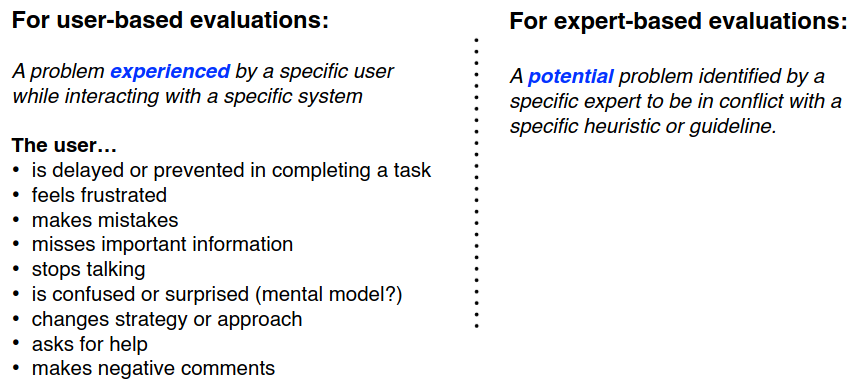 For user-based evaluations:
A problem experienced by a specific user
while interacting with a specific system
The user…
• is delayed or prevented in completing a task
• feels frustrated
• makes mistakes
• misses important information
• stops talking
• is confused or surprised (mental model?)
• changes strategy or approach
• asks for help
• makes negative comments
For expert-based evaluations:
A potential problem identified by a
specific expert to be in conflict with a
specific heuristic or guideline.